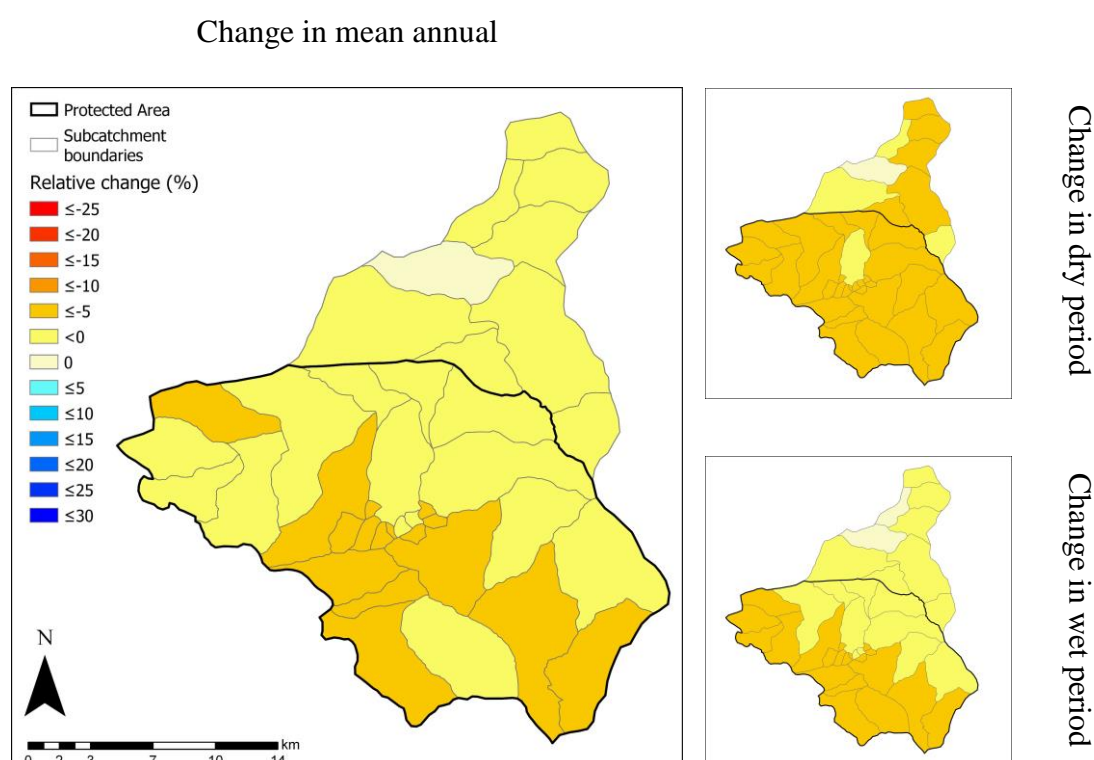 Change in mean annual
Protected Area
Subcatchment
boundaries
Relative change (%)
≤-25
≤-20
≤-15
≤-10
≤-5
<0
0
≤5
≤10
≤15
≤20
≤25
≤30
N
km
0 2 3 7 10 14
Change in dry period
Change in wet period